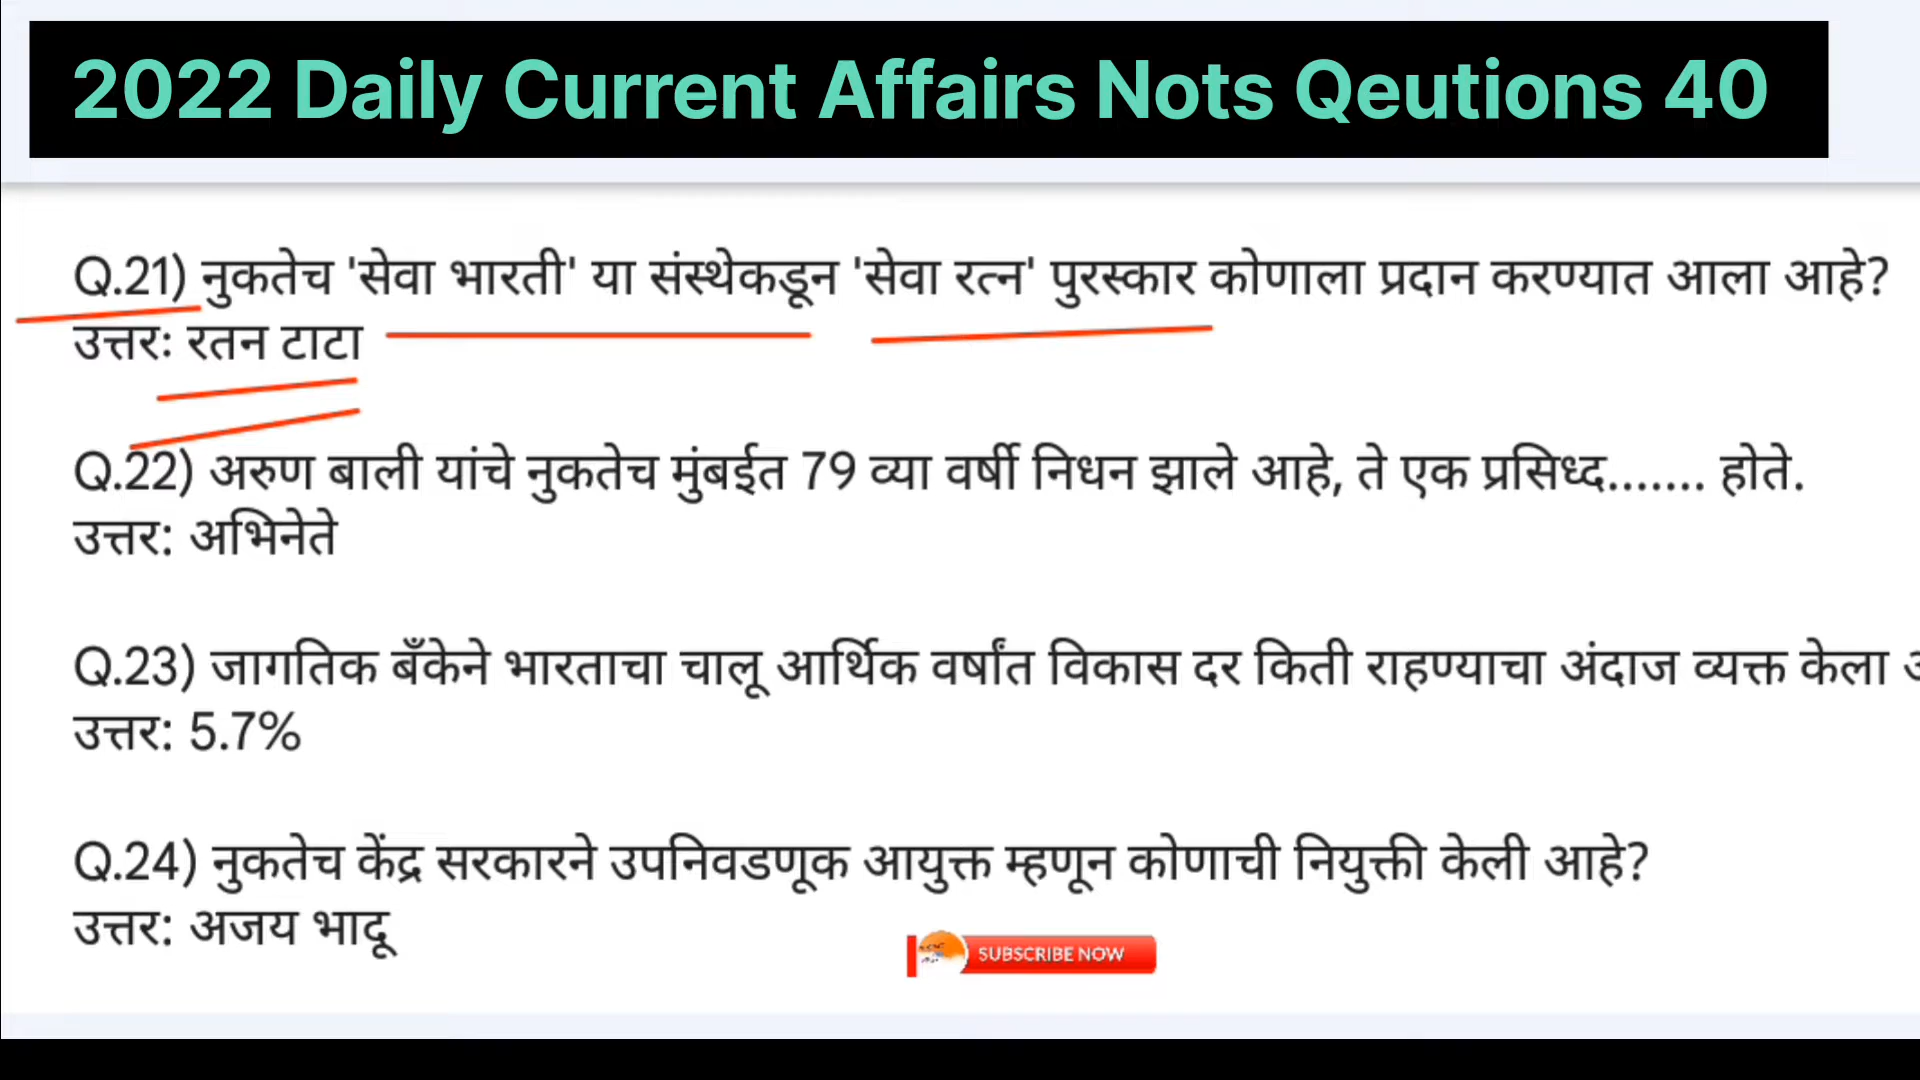 2022 Daily Current Affairs Nots Qeutions 40
Q.21) नुकतेच 'सेवा भारती' या संस्थेकडून 'सेवा रत्न' पुरस्कार कोणाला प्रदान करण्यात आला आहे?
उत्तरः रतन टाटा
Q.22) अरुण बाली यांचे नुकतेच मुंबईत 79 व्या वर्षी निधन झाले आहे, ते एक प्रसिध्द....... होते.
उत्तर: अभिनेते
Q.23) जागतिक बँकेने भारताचा चालू आर्थिक वर्षांत विकास दर किती राहण्याचा अंदाज व्यक्त केला
उत्तर: 5.7%
Q.24) नुकतेच केंद्र सरकारने उपनिवडणूक आयुक्त म्हणून कोणाची नियुक्ती केली आहे?
उत्तर: अजय भादू
SUBSCRIBE NOW